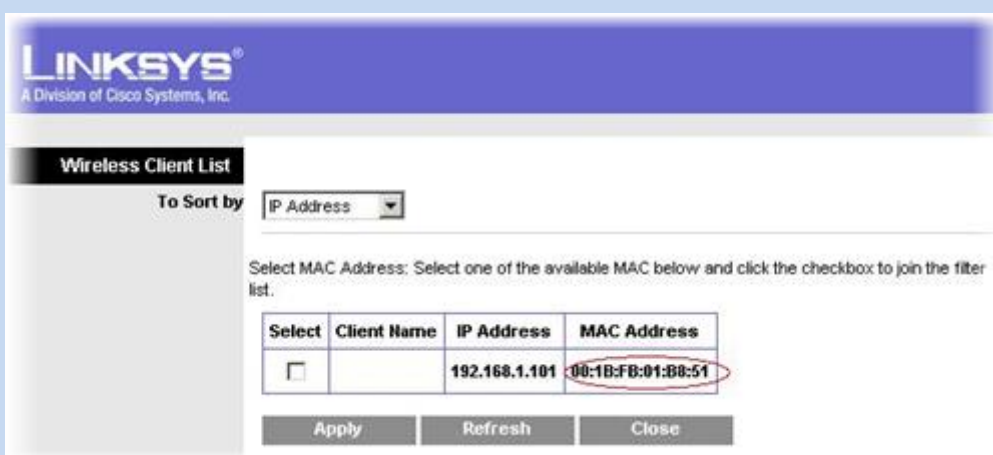 LINKSYS®
A Division of Cisco Systems, Inc.
Wireless Client List
To Sort by
IP Address
Select MAC Address: Select one of the available MAC below and click the checkbox to join the filter
list.
Select Client Name IP Address MAC Address
192.168.1.101 00:1B:FB:01:B8:51
Apply Refresh Close